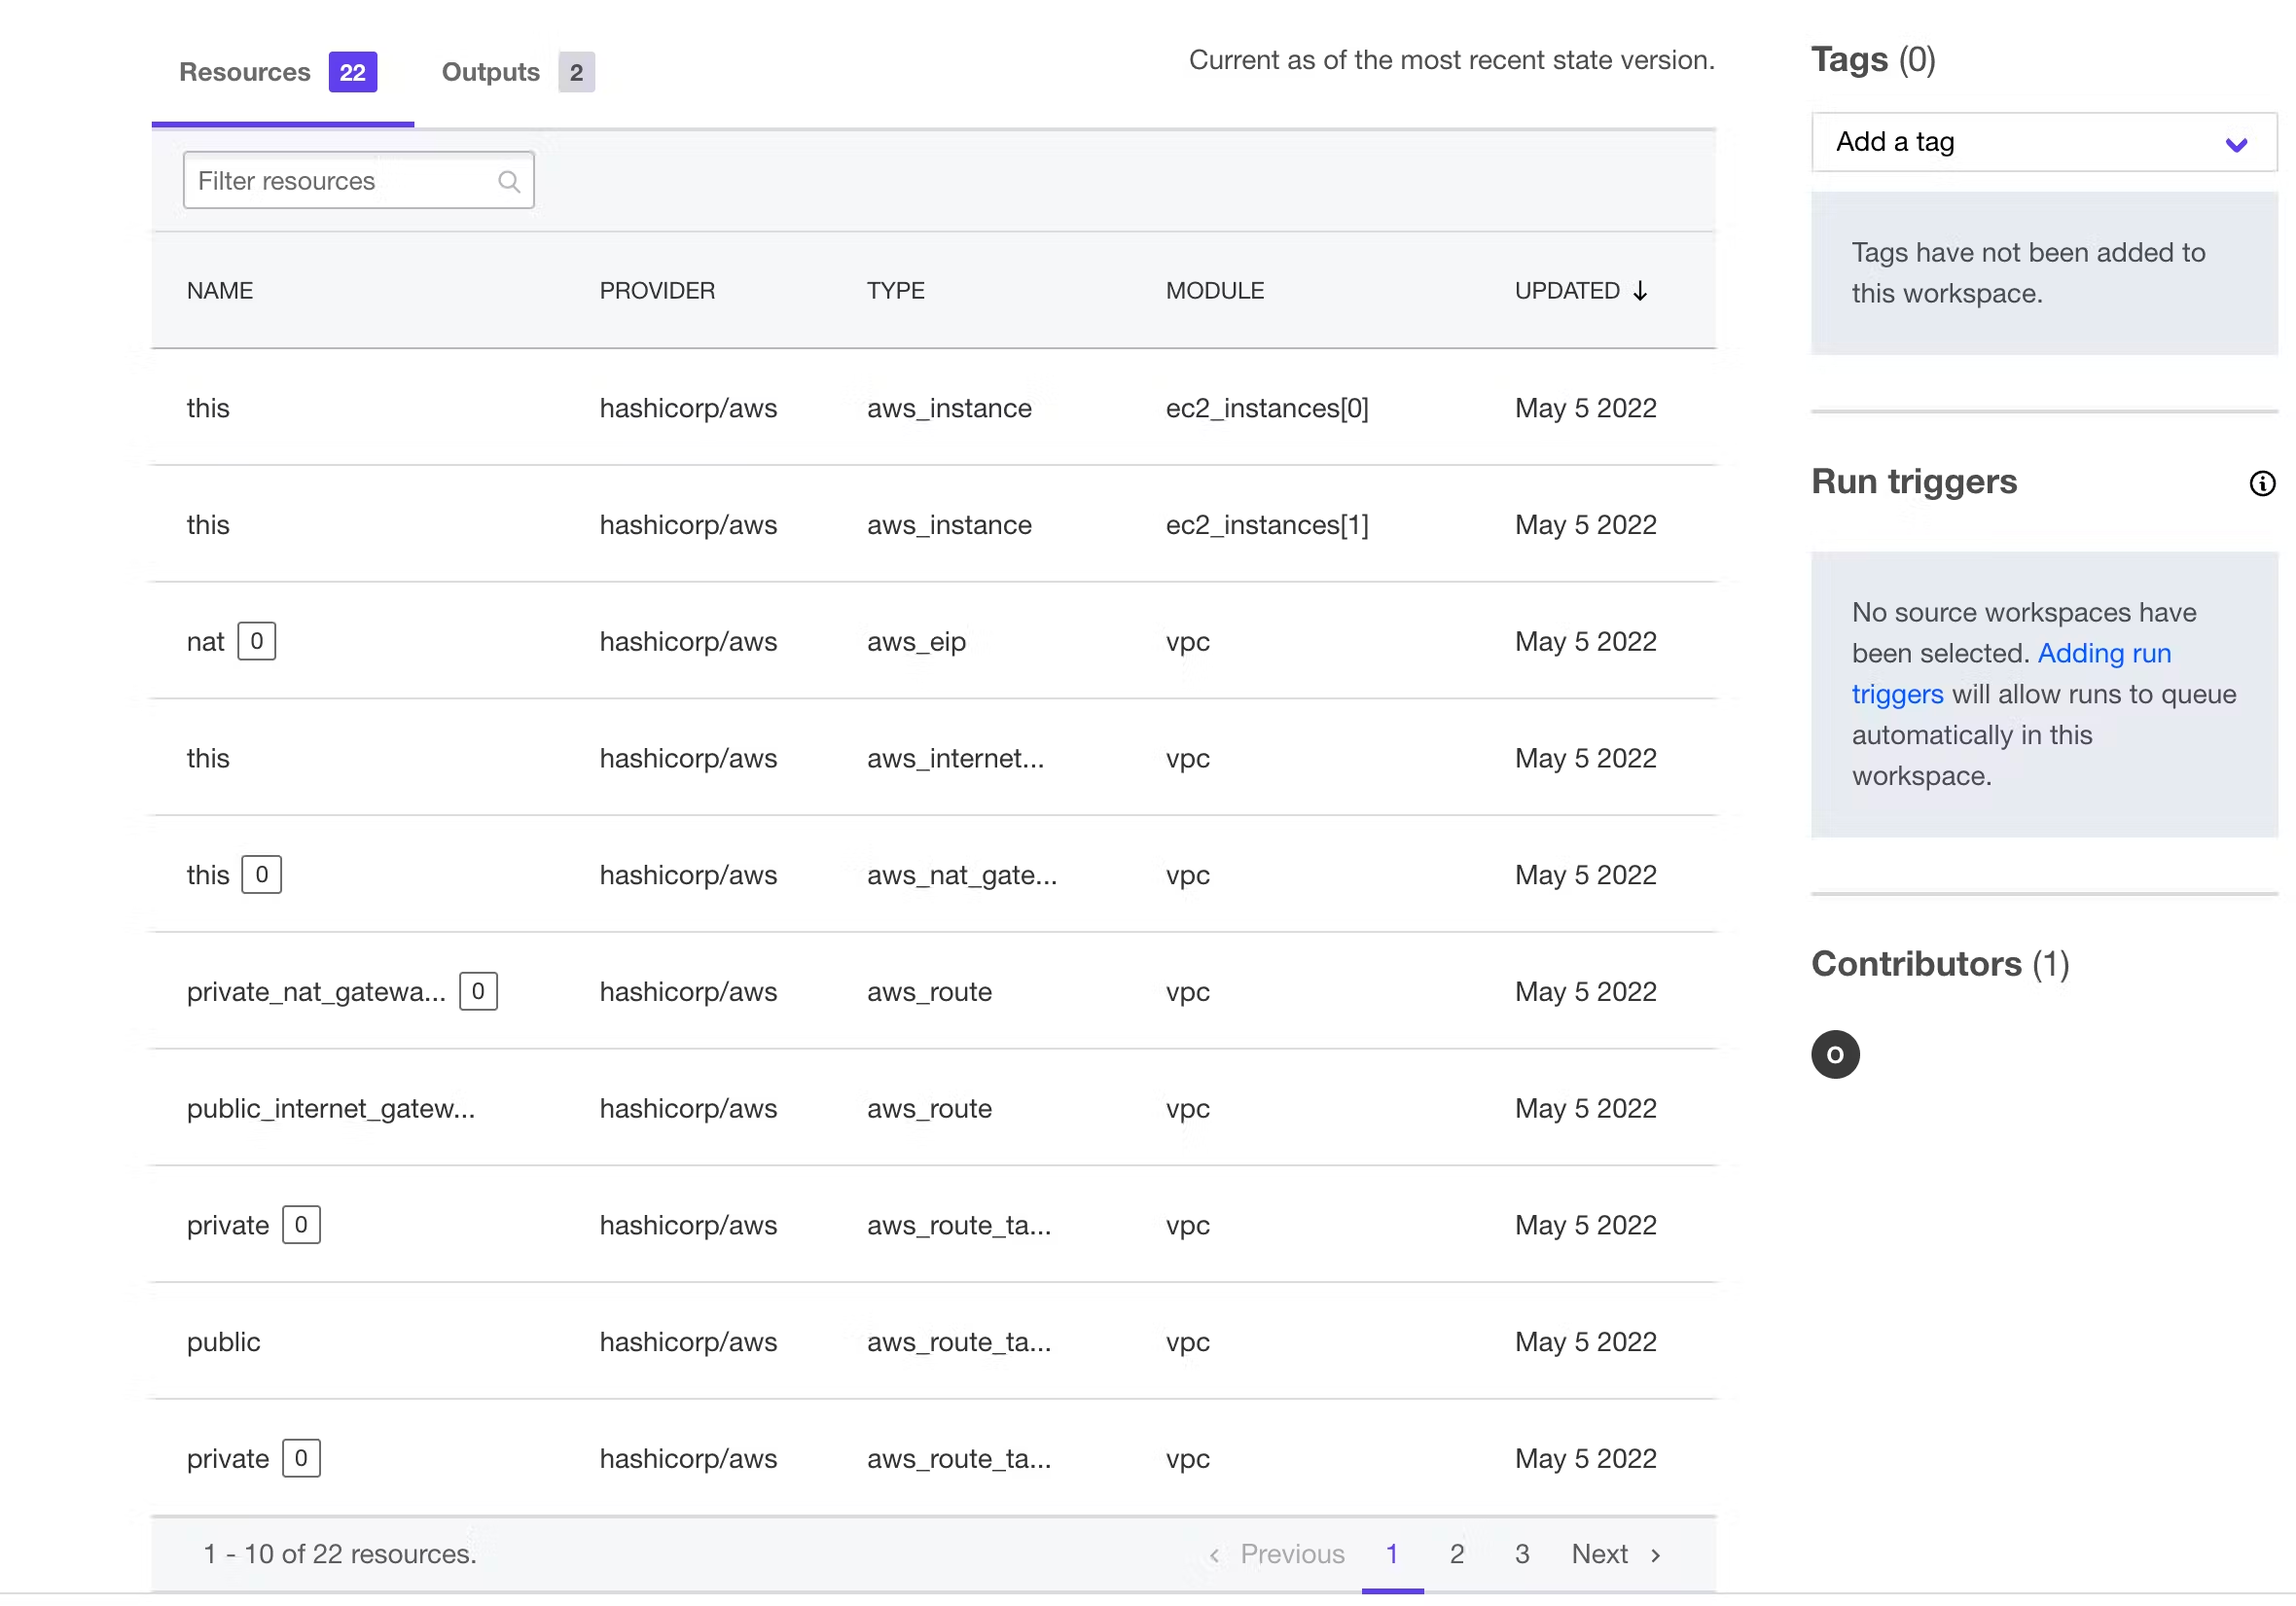 Resources 22 Outputs 2 Current as of the most recent state version.
Filter resources
NAME PROVIDER TYPE MODULE UPDATED ↓
this hashicorp/aws aws_instance ec2_instances[0] May 5 2022
this hashicorp/aws aws_instance ec2_instances[1] May 5 2022
nat 0 hashicorp/aws aws_eip vpc May 5 2022
this hashicorp/aws aws_internet... vpc May 5 2022
this 0 hashicorp/aws aws_nat_gate... vpc May 5 2022
private_nat_gatewa... 0 hashicorp/aws aws_route vpc May 5 2022
public_internet_gatew... hashicorp/aws aws_route vpc May 5 2022
private 0 hashicorp/aws aws_route_ta... vpc May 5 2022
public hashicorp/aws aws_route_ta... vpc May 5 2022
private 0 hashicorp/aws aws_route_ta... vpc May 5 2022
1 - 10 of 22 resources. ‹ Previous 1 2 3 Next ›
Tags (0)
Add a tag
Tags have not been added to
this workspace.
Run triggers
No source workspaces have
been selected. Adding run
triggers will allow runs to queue
automatically in this
workspace.
Contributors (1)
O